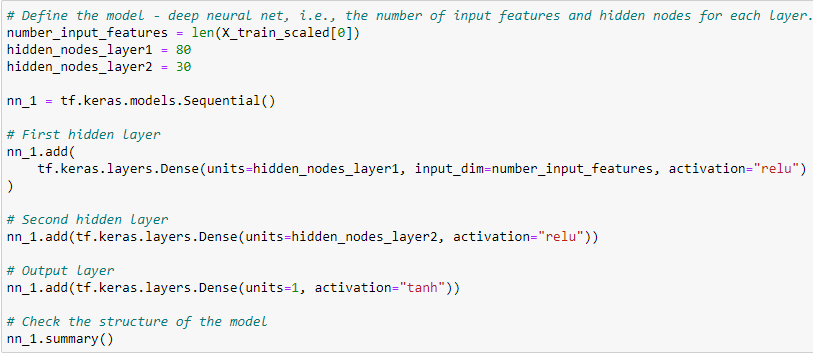 # Define the model - deep neural net, i.e., the number of input features and hidden nodes for each layer.
number_input_features = len(X_train_scaled[0])
hidden_nodes_layer1 = 80
hidden_nodes_layer2 = 30
nn_1 = tf.keras.models.Sequential()
# First hidden layer
nn_1.add(
    tf.keras.layers.Dense(units=hidden_nodes_layer1, input_dim=number_input_features, activation="relu")
)
# Second hidden layer
nn_1.add(tf.keras.layers.Dense(units=hidden_nodes_layer2, activation="relu"))
# Output layer
nn_1.add(tf.keras.layers.Dense(units=1, activation="tanh"))
# Check the structure of the model
nn_1.summary()